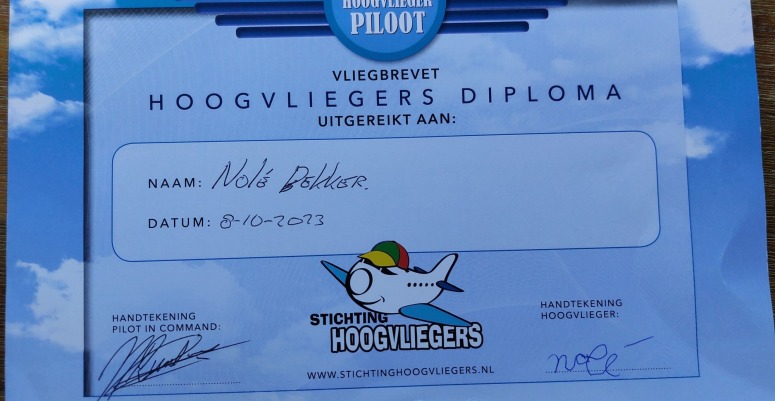 HOOGVLIEGER
PILOOT
VLIEGBREVET
HOOGVLIEGERS DIPLOMA
UITGEREIKT AAN:
NAAM: Nolé BEKKER.
DATUM: 8-10-2023
HANDTEKENING
PILOT IN COMMAND:
STICHTING
HOOGVLIEGERS
WWW.STICHTINGHOOGVLIEGERS.NL
HANDTEKENING
HOOGVLIEGER:
nolé